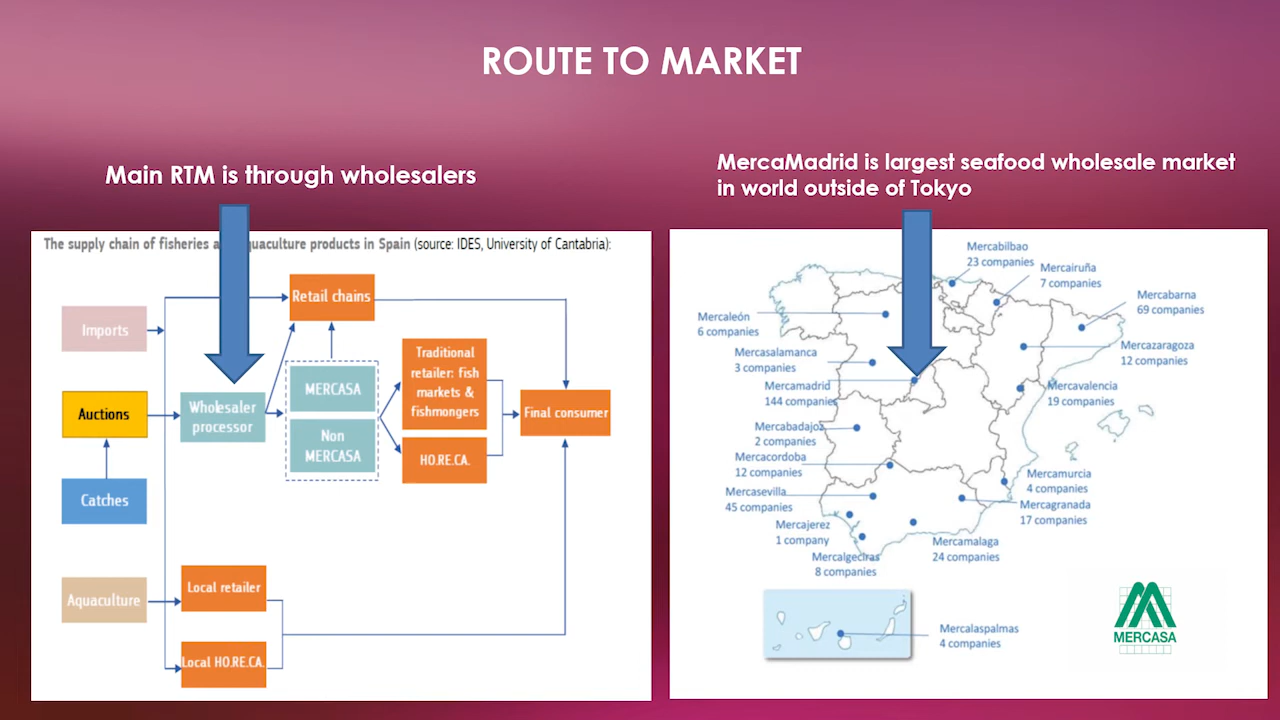 ROUTE TO MARKET
Main RTM is through wholesalers
The supply chain of fisheries a uaculture products in Spain (source: IDES, University of Cantabria):
Retail chains
Imports
Traditional
retailer: fish
markets &
fishmongers
MERCASA
Auctions
Wholesaler
processor
Final consumer
Non
MERCASA
HO.RE.CA.
Catches
Local retailer
Aquaculture
Local HO.RE.CA.
MercaMadrid is largest seafood wholesale market
in world outside of Tokyo
Mercabilbao
23 companies
Mercairuña
7 companies
Mercabarna
69 companies
Mercaleón
6 companies
Mercazaragoza
12 companies
Mercasalamanca
3 companies
Mercamadrid
144 companies
Mercavalencia
19 companies
Mercabadajoz
2 companies
Mercacordoba
12 companies
Mercamurcia
4 companies
Mercasevilla
45 companies
Mercagranada
17 companies
Mercajerez
1 company
Mercamalaga
24 companies
Mercalgeciras
8 companies
Mercalaspalmas
4 companies
MERCASA